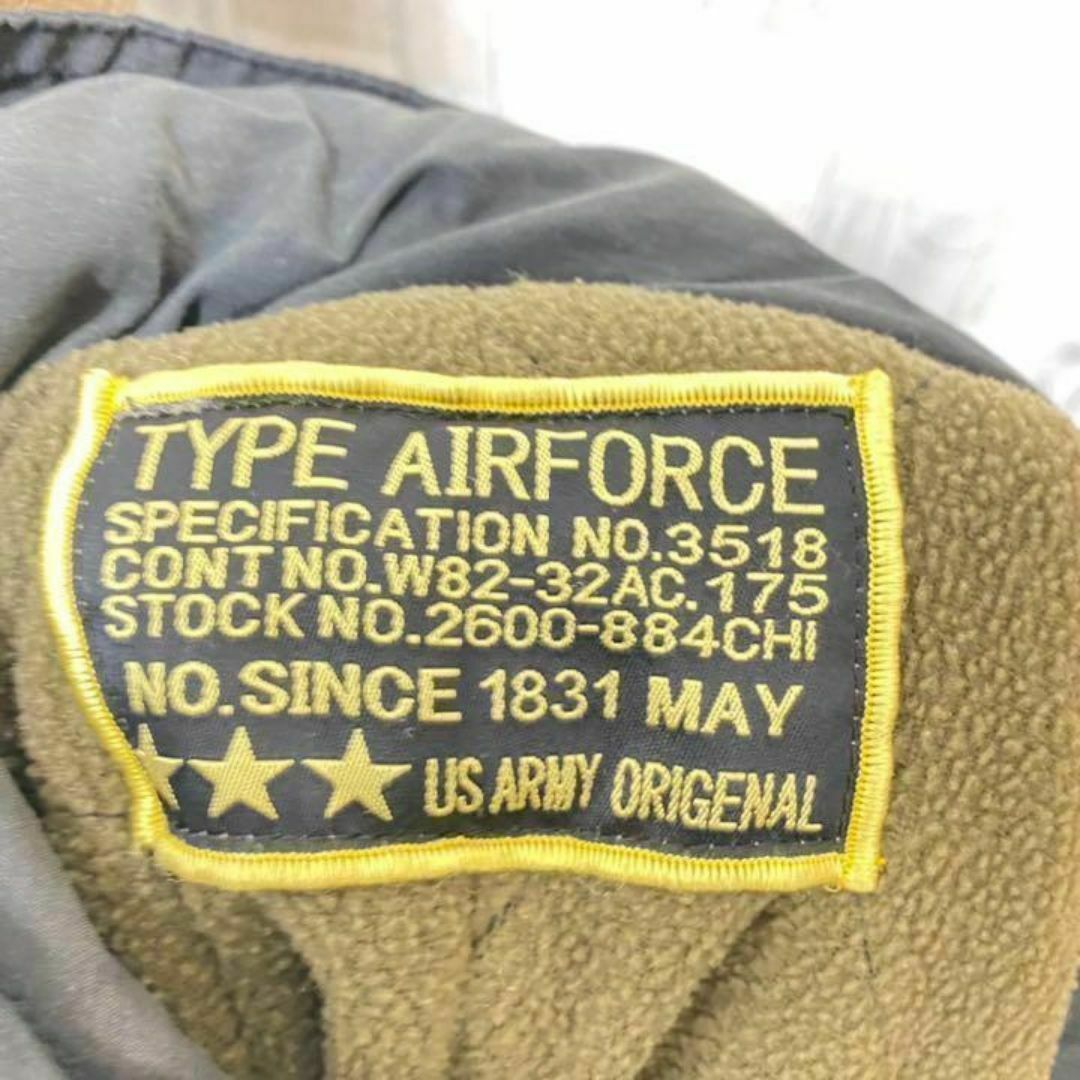 TYPE AIRFORCE
SPECIFICATION NO.3518
CONT NO.W82-32AC.175
STOCK NO.2600-884CHI
NO.SINCE 1831 MAY
US ARMY ORIGENAL